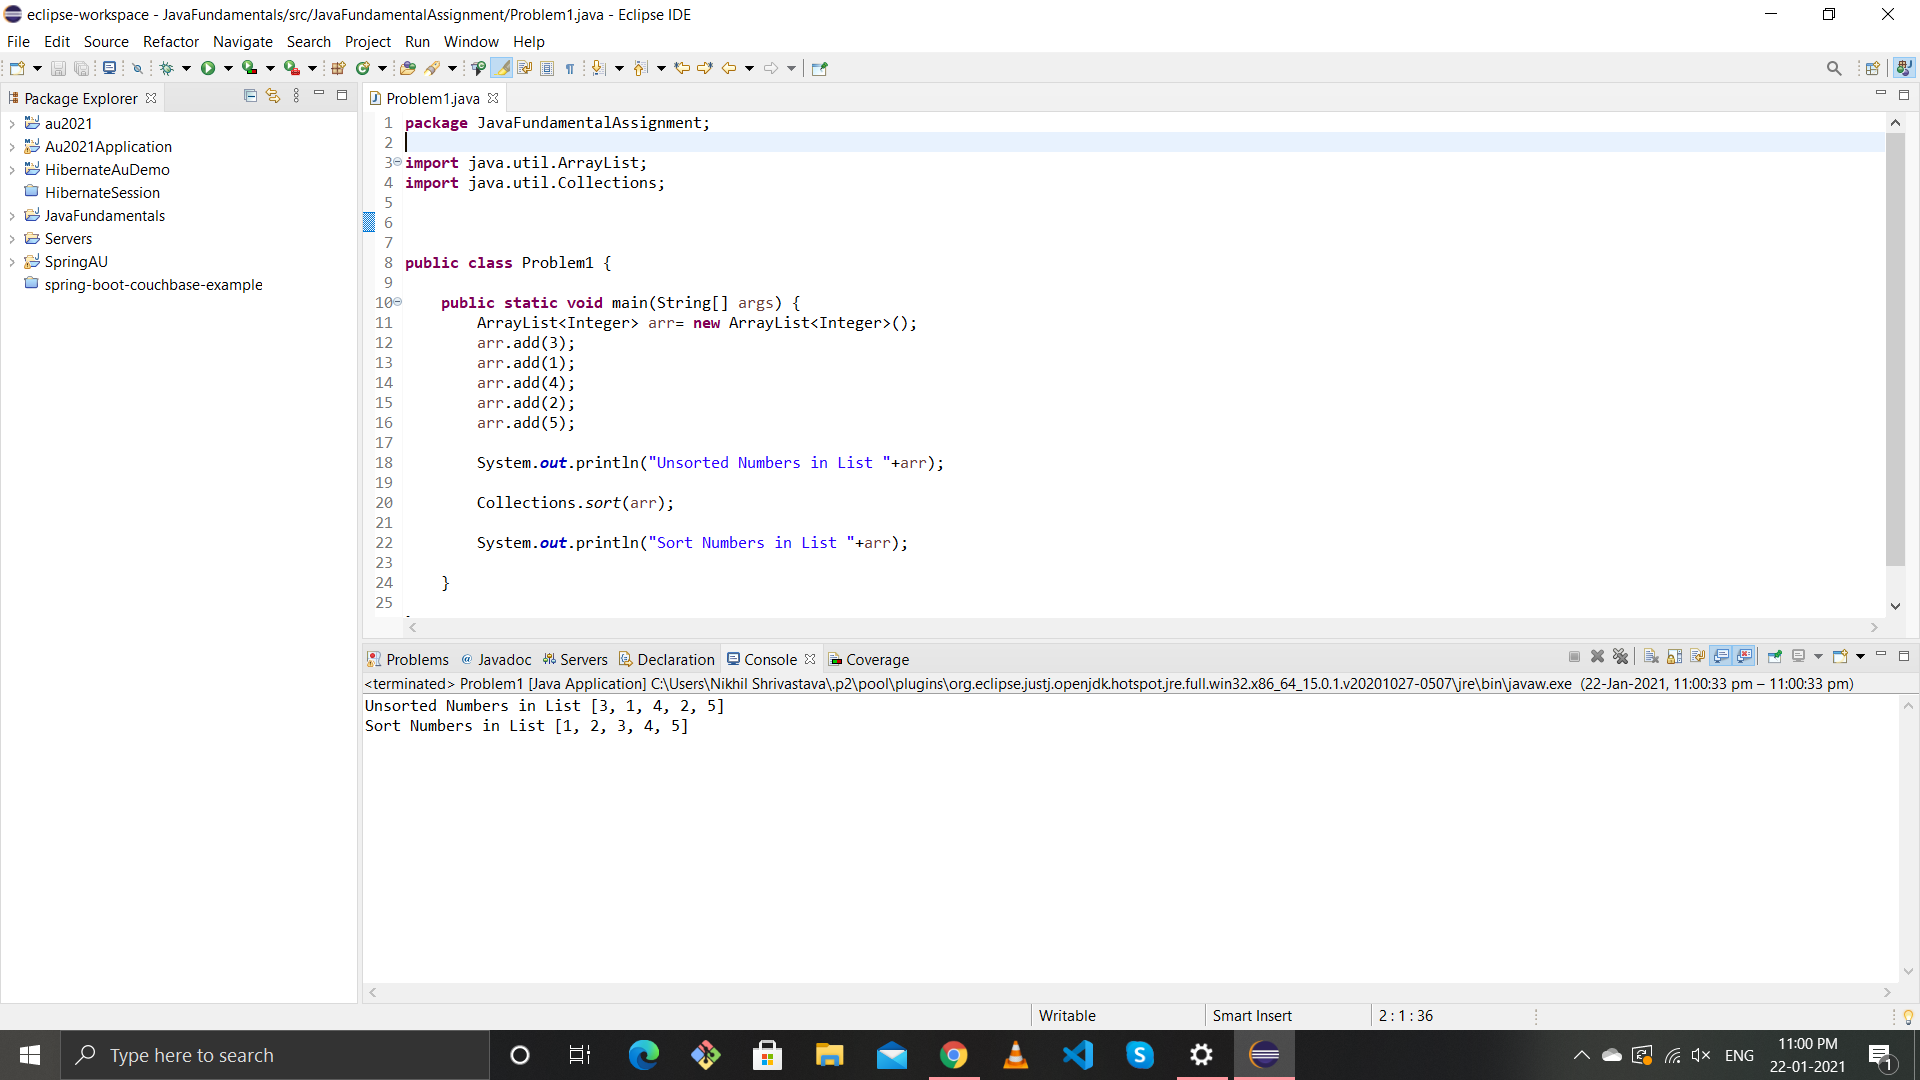 eclipse-workspace - JavaFundamentals/src/JavaFundamentalAssignment/Problem1.java - Eclipse IDE
File Edit Source Refactor Navigate Search Project Run Window Help
Package Explorer
au2021
Au2021Application
HibernateAuDemo
HibernateSession
JavaFundamentals
Servers
SpringAU
spring-boot-couchbase-example
Problem1.java
1 package JavaFundamentalAssignment;
2
3 import java.util.ArrayList;
4 import java.util.Collections;
5
6
7
8 public class Problem1 {
9
10     public static void main(String[] args) {
11         ArrayList<Integer> arr= new ArrayList<Integer>();
12         arr.add(3);
13         arr.add(1);
14         arr.add(4);
15         arr.add(2);
16         arr.add(5);
17
18         System.out.println("Unsorted Numbers in List "+arr);
19
20         Collections.sort(arr);
21
22         System.out.println("Sort Numbers in List "+arr);
23
24     }
25
Problems @ Javadoc Servers Declaration Console Coverage
<terminated> Problem1 [Java Application] C:\Users\Nikhil Shrivastava\.p2\pool\plugins\org.eclipse.justj.openjdk.hotspot.jre.full.win32.x86_64_15.0.1.v20201027-0507\jre\bin\javaw.exe (22-Jan-2021, 11:00:33 pm – 11:00:33 pm)
Unsorted Numbers in List [3, 1, 4, 2, 5]
Sort Numbers in List [1, 2, 3, 4, 5]
Writable Smart Insert 2 : 1 : 36
Type here to search
ENG
11:00 PM
22-01-2021
1